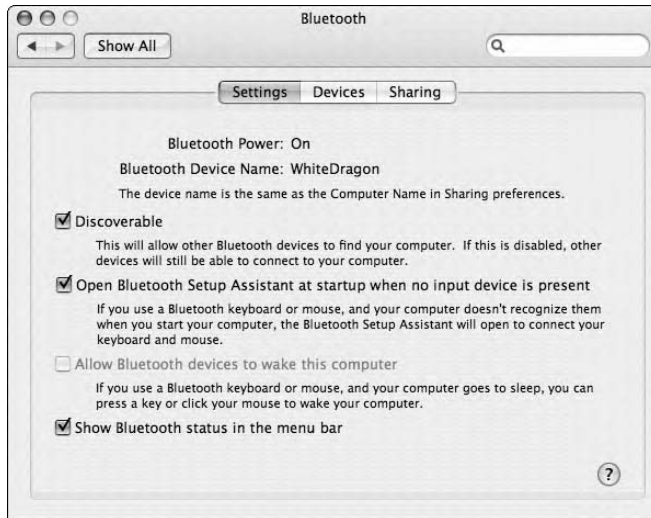 Bluetooth
Show All
Settings Devices Sharing
Bluetooth Power: On
Bluetooth Device Name: WhiteDragon
The device name is the same as the Computer Name in Sharing preferences.
Discoverable
This will allow other Bluetooth devices to find your computer. If this is disabled, other
devices will still be able to connect to your computer.
Open Bluetooth Setup Assistant at startup when no input device is present
If you use a Bluetooth keyboard or mouse, and your computer doesn't recognize them
when you start your computer, the Bluetooth Setup Assistant will open to connect your
keyboard and mouse.
Allow Bluetooth devices to wake this computer
If you use a Bluetooth keyboard or mouse, and your computer goes to sleep, you can
press a key or click your mouse to wake your computer.
Show Bluetooth status in the menu bar
?